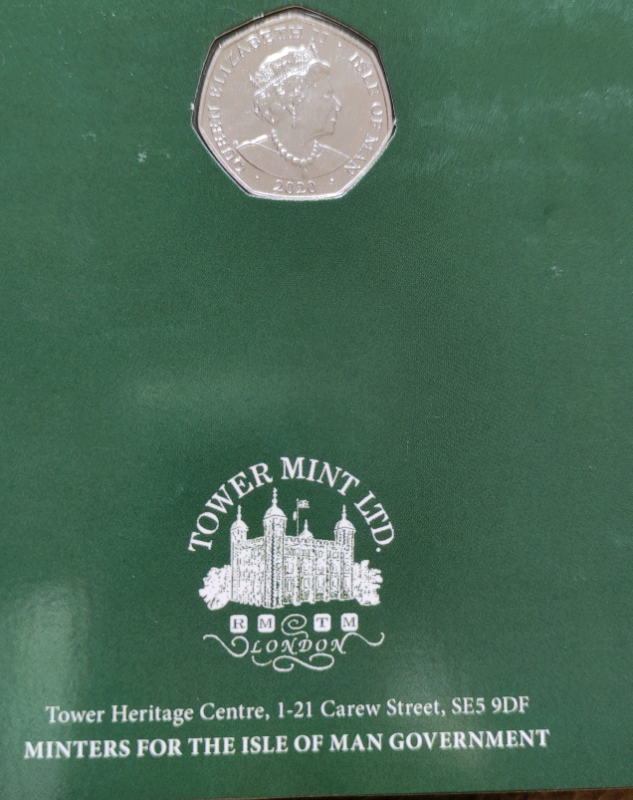 QUEEN ELIZABETH II · ISLE OF MAN
· 2020 ·
TOWER MINT LTD.
R M T M
LONDON
Tower Heritage Centre, 1-21 Carew Street, SE5 9DF
MINTERS FOR THE ISLE OF MAN GOVERNMENT